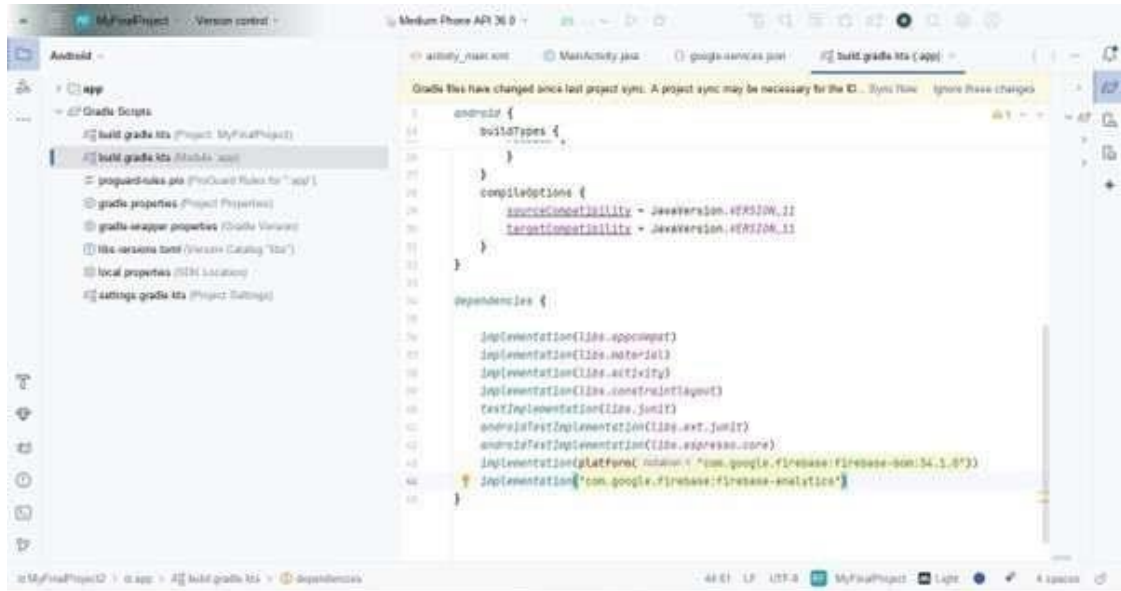 MyFinalProject Version control Medium Phone API 36.0
Android
activity_main.xml MainActivity.java google-services.json build.gradle.kts (:app)
Gradle files have changed since last project sync. A project sync may be necessary for the ID... Sync Now Ignore these changes
app
Gradle Scripts
build.gradle.kts (Project: MyFinalProject)
build.gradle.kts (Module :app)
proguard-rules.pro (ProGuard Rules for ":app")
gradle.properties (Project Properties)
gradle-wrapper.properties (Gradle Version)
libs.versions.toml (Version Catalog "libs")
local.properties (SDK Location)
settings.gradle.kts (Project Settings)
android {
buildTypes {
}
}
compileOptions {
sourceCompatibility = JavaVersion.VERSION_11
targetCompatibility = JavaVersion.VERSION_11
}
}
dependencies {
implementation(libs.appcompat)
implementation(libs.material)
implementation(libs.activity)
implementation(libs.constraintlayout)
testImplementation(libs.junit)
androidTestImplementation(libs.ext.junit)
androidTestImplementation(libs.espresso.core)
implementation(platform( "com.google.firebase:firebase-bom:34.1.0"))
implementation("com.google.firebase:firebase-analytics")
}
MyFinalProject2 > app > build.gradle.kts > dependencies 44:61 LF UTF-8 MyFinalProject Light 4 spaces